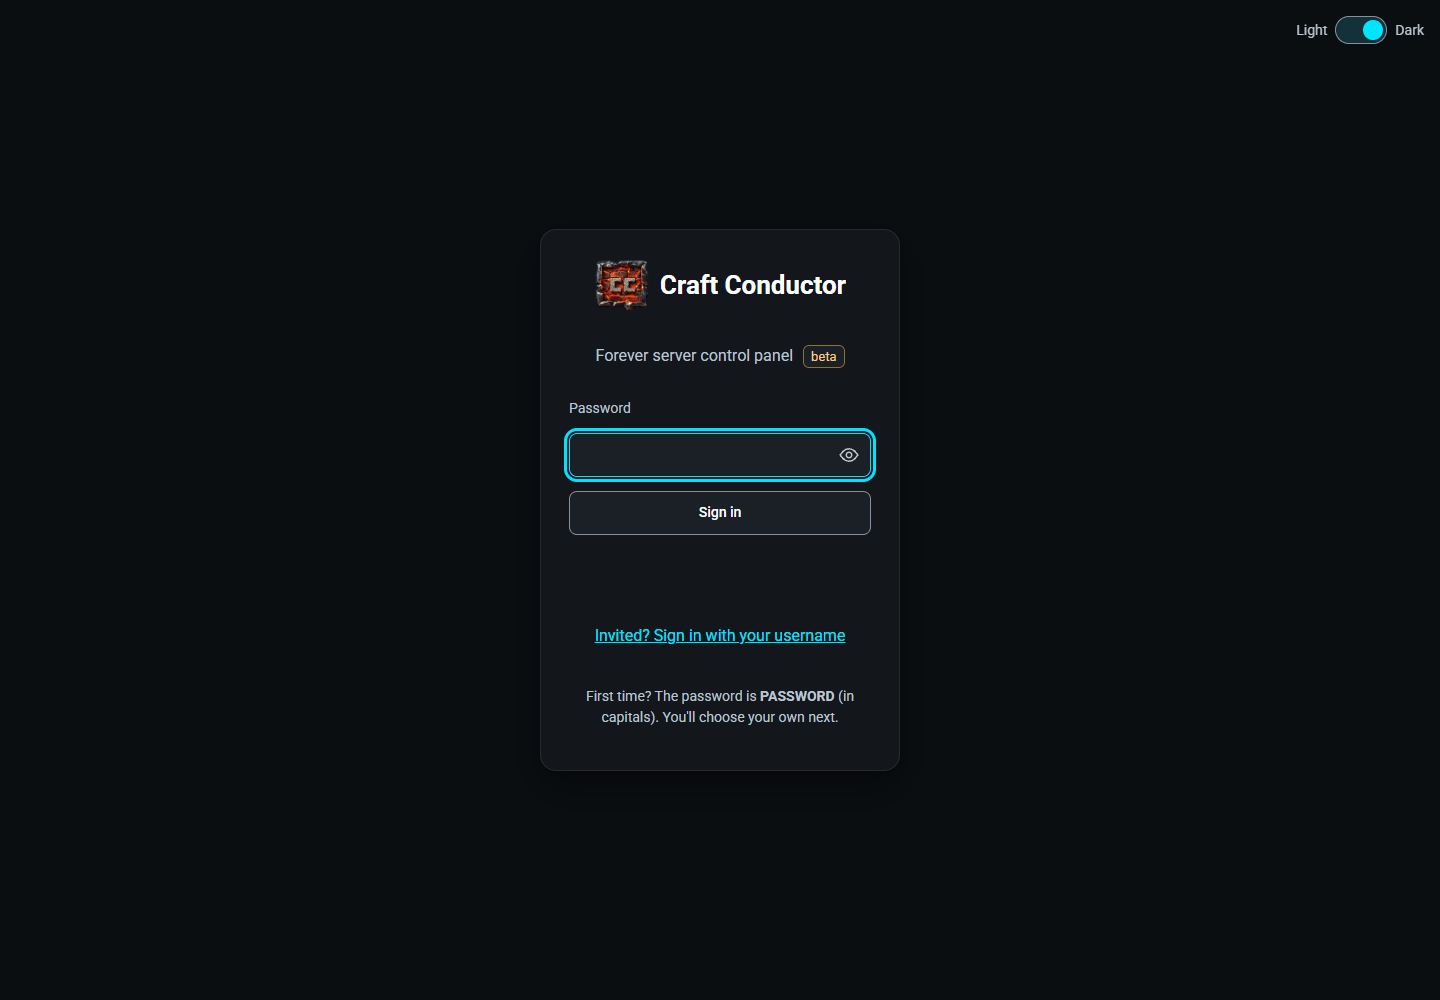 Light Dark
CC
Craft Conductor
Forever server control panel beta
Password
Sign in
Invited? Sign in with your username
First time? The password is PASSWORD (in
capitals). You'll choose your own next.